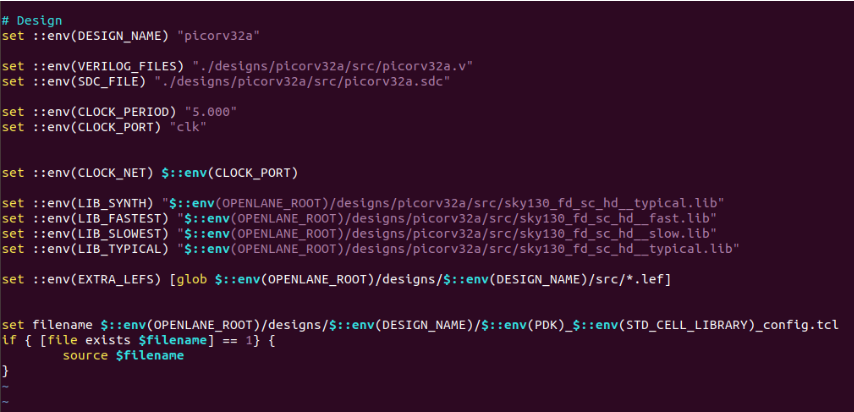 # Design
set ::env(DESIGN_NAME) "picorv32a"
set ::env(VERILOG_FILES) "./designs/picorv32a/src/picorv32a.v"
set ::env(SDC_FILE) "./designs/picorv32a/src/picorv32a.sdc"
set ::env(CLOCK_PERIOD) "5.000"
set ::env(CLOCK_PORT) "clk"
set ::env(CLOCK_NET) $::env(CLOCK_PORT)
set ::env(LIB_SYNTH) "$::env(OPENLANE_ROOT)/designs/picorv32a/src/sky130_fd_sc_hd__typical.lib"
set ::env(LIB_FASTEST) "$::env(OPENLANE_ROOT)/designs/picorv32a/src/sky130_fd_sc_hd__fast.lib"
set ::env(LIB_SLOWEST) "$::env(OPENLANE_ROOT)/designs/picorv32a/src/sky130_fd_sc_hd__slow.lib"
set ::env(LIB_TYPICAL) "$::env(OPENLANE_ROOT)/designs/picorv32a/src/sky130_fd_sc_hd__typical.lib"
set ::env(EXTRA_LEFS) [glob $::env(OPENLANE_ROOT)/designs/$::env(DESIGN_NAME)/src/*.lef]
set filename $::env(OPENLANE_ROOT)/designs/$::env(DESIGN_NAME)/$::env(PDK)_$::env(STD_CELL_LIBRARY)_config.tcl
if { [file exists $filename] == 1} {
        source $filename
}
~
~